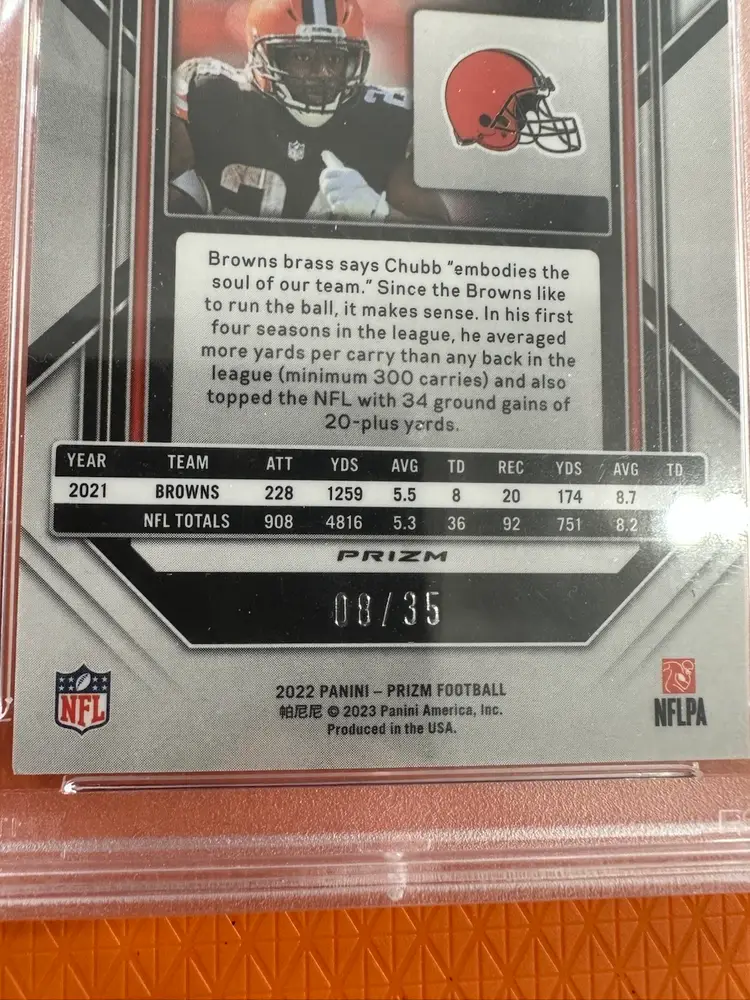 Browns brass says Chubb "embodies the
soul of our team." Since the Browns like
to run the ball, it makes sense. In his first
four seasons in the league, he averaged
more yards per carry than any back in the
league (minimum 300 carries) and also
topped the NFL with 34 ground gains of
20-plus yards.
YEAR TEAM ATT YDS AVG TD REC YDS AVG TD
2021 BROWNS 228 1259 5.5 8 20 174 8.7
NFL TOTALS 908 4816 5.3 36 92 751 8.2
PRIZM
08/35
2022 PANINI – PRIZM FOOTBALL
帕尼尼 © 2023 Panini America, Inc.
Produced in the USA.
NFL
NFLPA